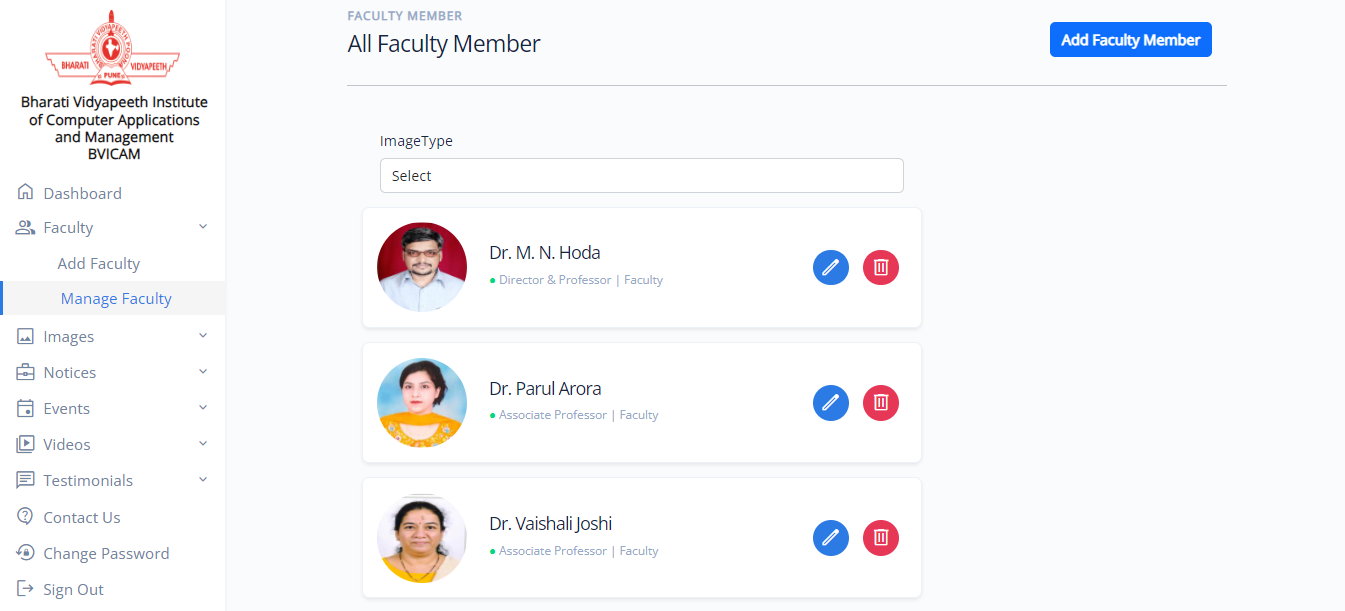 BHARATI VIDYAPEETH
PUNE
Bharati Vidyapeeth Institute
of Computer Applications
and Management
BVICAM
Dashboard
Faculty
Add Faculty
Manage Faculty
Images
Notices
Events
Videos
Testimonials
Contact Us
Change Password
Sign Out
FACULTY MEMBER
All Faculty Member
Add Faculty Member
ImageType
Select
Dr. M. N. Hoda
Director & Professor | Faculty
Dr. Parul Arora
Associate Professor | Faculty
Dr. Vaishali Joshi
Associate Professor | Faculty